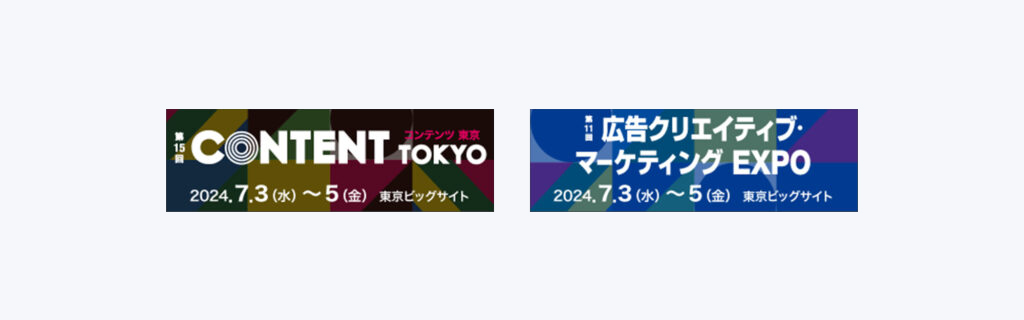 第15回
CONTENT
コンテンツ 東京
TOKYO
2024.7.3(水)〜5(金) 東京ビッグサイト
第11回
広告クリエイティブ・
マーケティング EXPO
2024.7.3(水)〜5(金) 東京ビッグサイト